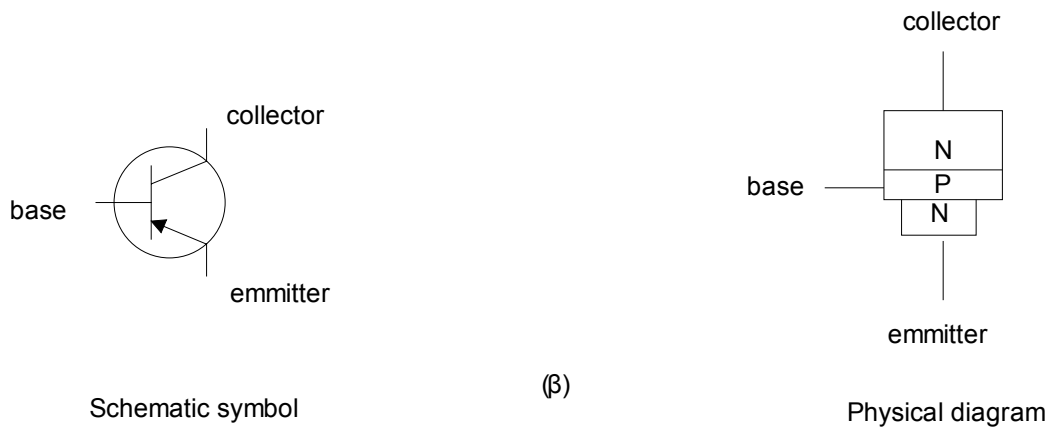 collector
base
emmitter
Schematic symbol
(β)
collector
N
base
P
N
emmitter
Physical diagram